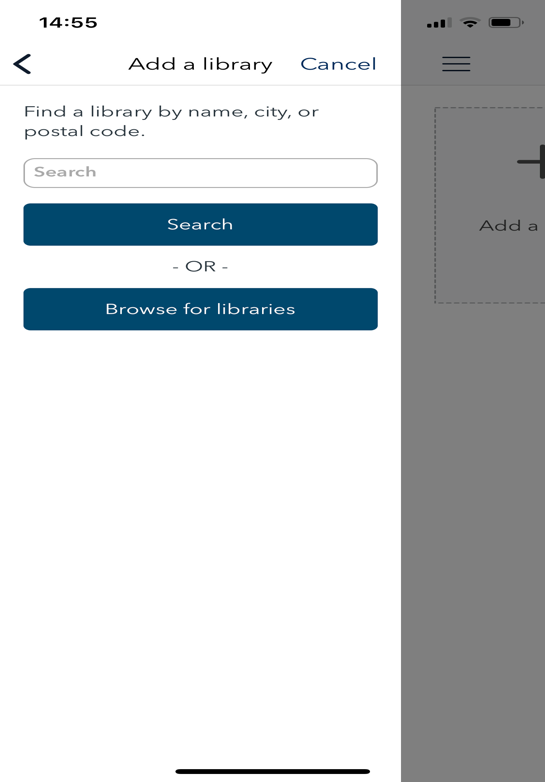 14:55
Add a library
Cancel
Find a library by name, city, or
postal code.
Search
Search
- OR -
Browse for libraries
Add a